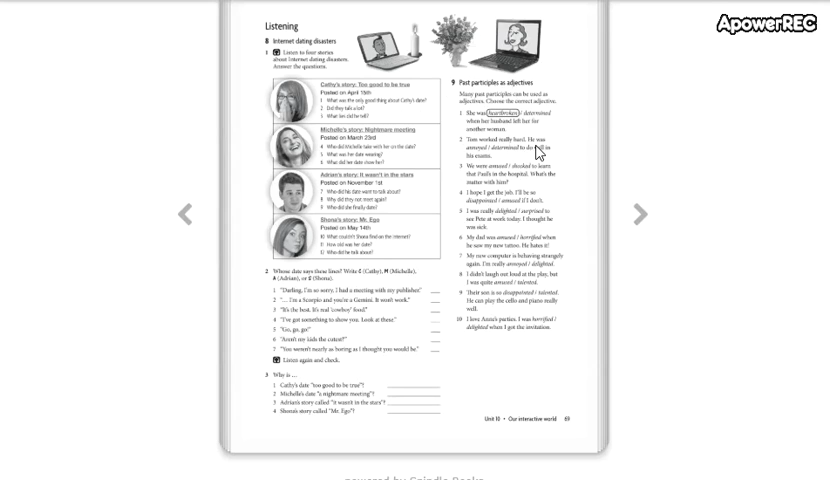 ApowerREC
Listening
8 Internet dating disasters
1 Listen to four stories
about Internet dating disasters.
Answer the questions.
Cathy's story: Too good to be true
Posted on April 15th
1 What was the only good thing about Cathy's date?
2 Did they talk a lot?
3 What lies did he tell?
Michelle's story: Nightmare meeting
Posted on March 23rd
4 Who did Michelle take with her on the date?
5 What was her date wearing?
6 What did her date show her?
Adrian's story: It wasn't in the stars
Posted on November 1st
7 Who did his date want to talk about?
8 Why did they not meet again?
9 Who did she finally date?
Shona's story: Mr. Ego
Posted on May 14th
10 What couldn't Shona find on the Internet?
11 How old was her date?
12 Who did he talk about?
2 Whose date says these lines? Write C (Cathy), M (Michelle),
A (Adrian), or S (Shona).
1 "Darling, I'm so sorry. I had a meeting with my publisher."
2 "... I'm a Scorpio and you're a Gemini. It won't work."
3 "It's the best. It's real 'cowboy' food."
4 "I've got something to show you. Look at these."
5 "Go, go, go!"
6 "Aren't my kids the cutest?"
7 "You weren't nearly as boring as I thought you would be."
Listen again and check.
3 Why is ...
1 Cathy's date "too good to be true"?
2 Michelle's date "a nightmare meeting"?
3 Adrian's story called "It wasn't in the stars"?
4 Shona's story called "Mr. Ego"?
9 Past participles as adjectives
Many past participles can be used as
adjectives. Choose the correct adjective.
1 She was heartbroken / determined
when her husband left her for
another woman.
2 Tom worked really hard. He was
annoyed / determined to do well in
his exams.
3 We were amused / shocked to learn
that Paul's in the hospital. What's the
matter with him?
4 I hope I get the job. I'll be so
disappointed / amused if I don't.
5 I was really delighted / surprised to
see Pete at work today. I thought he
was sick.
6 My dad was amused / horrified when
he saw my new tattoo. He hates it!
7 My new computer is behaving strangely
again. I'm really annoyed / delighted.
8 I didn't laugh out loud at the play, but
I was quite amused / talented.
9 Their son is so disappointed / talented.
He can play the cello and piano really
well.
10 I love Anna's parties. I was horrified /
delighted when I got the invitation.
Unit 10 • Our interactive world 69
powered by